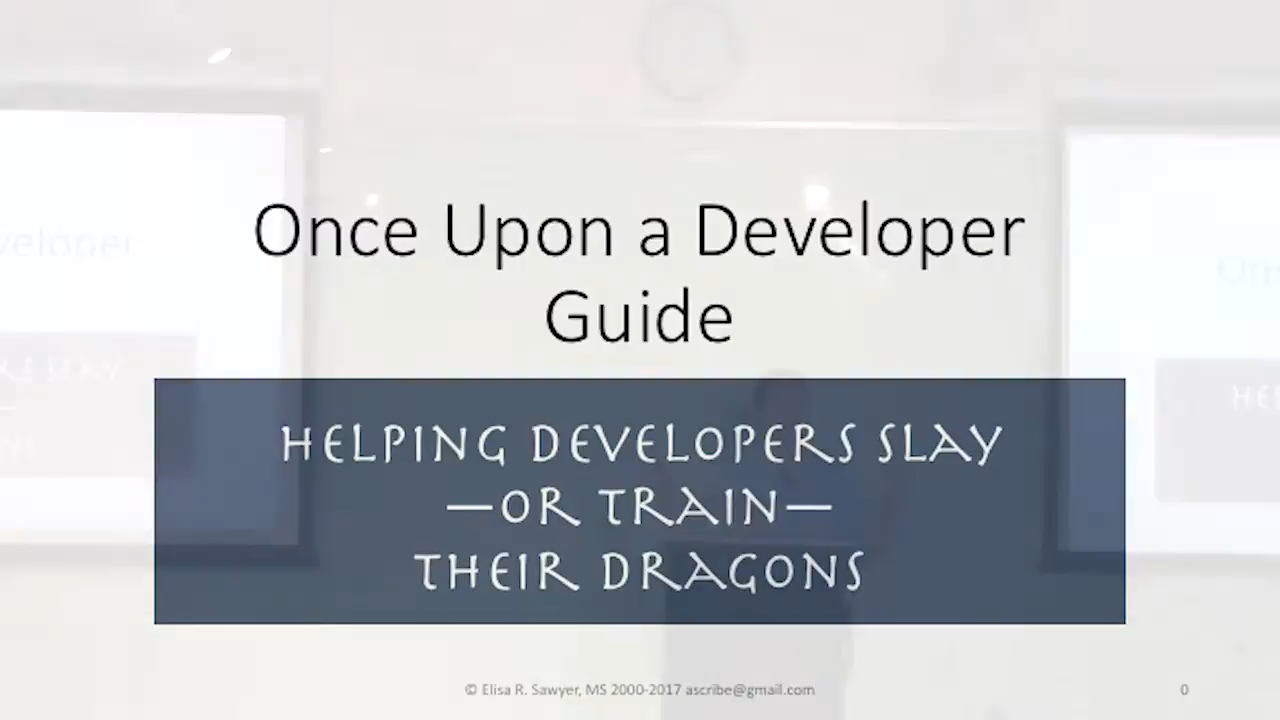 Once Upon a Developer
Guide
HELPING DEVELOPERS SLAY
—OR TRAIN—
THEIR DRAGONS
© Elisa R. Sawyer, MS 2000-2017 ascribe@gmail.com
0